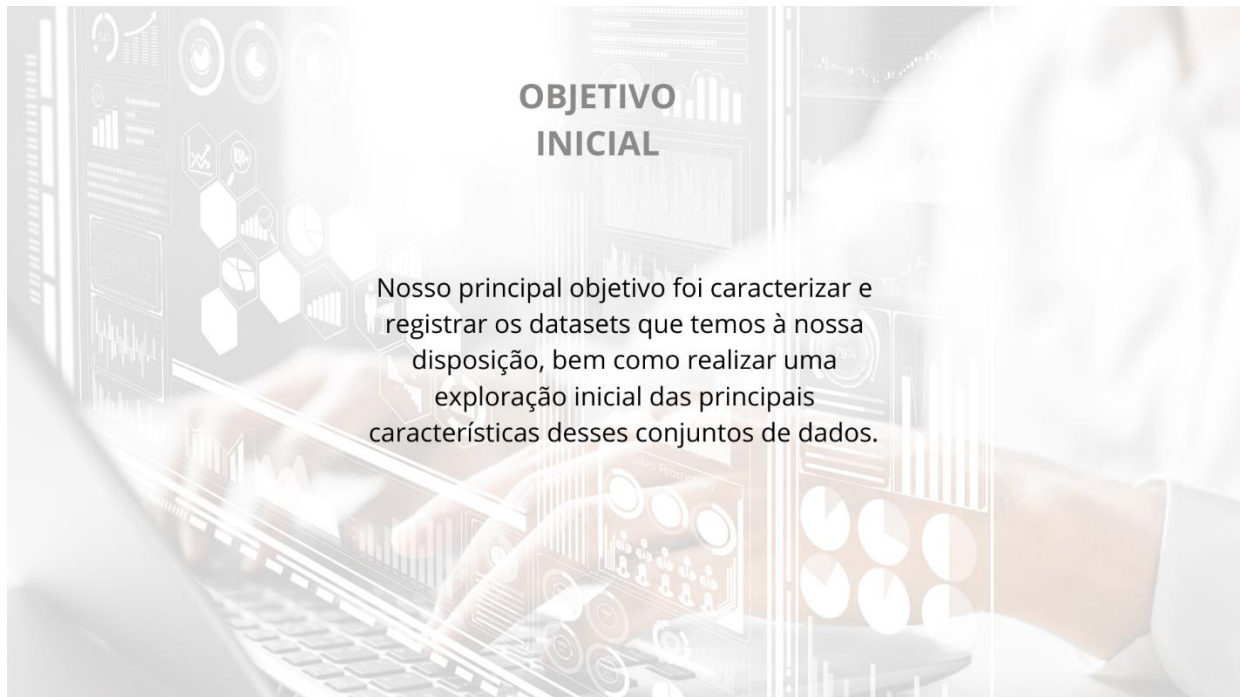 OBJETIVO
INICIAL
Nosso principal objetivo foi caracterizar e
registrar os datasets que temos à nossa
disposição, bem como realizar uma
exploração inicial das principais
características desses conjuntos de dados.
79%